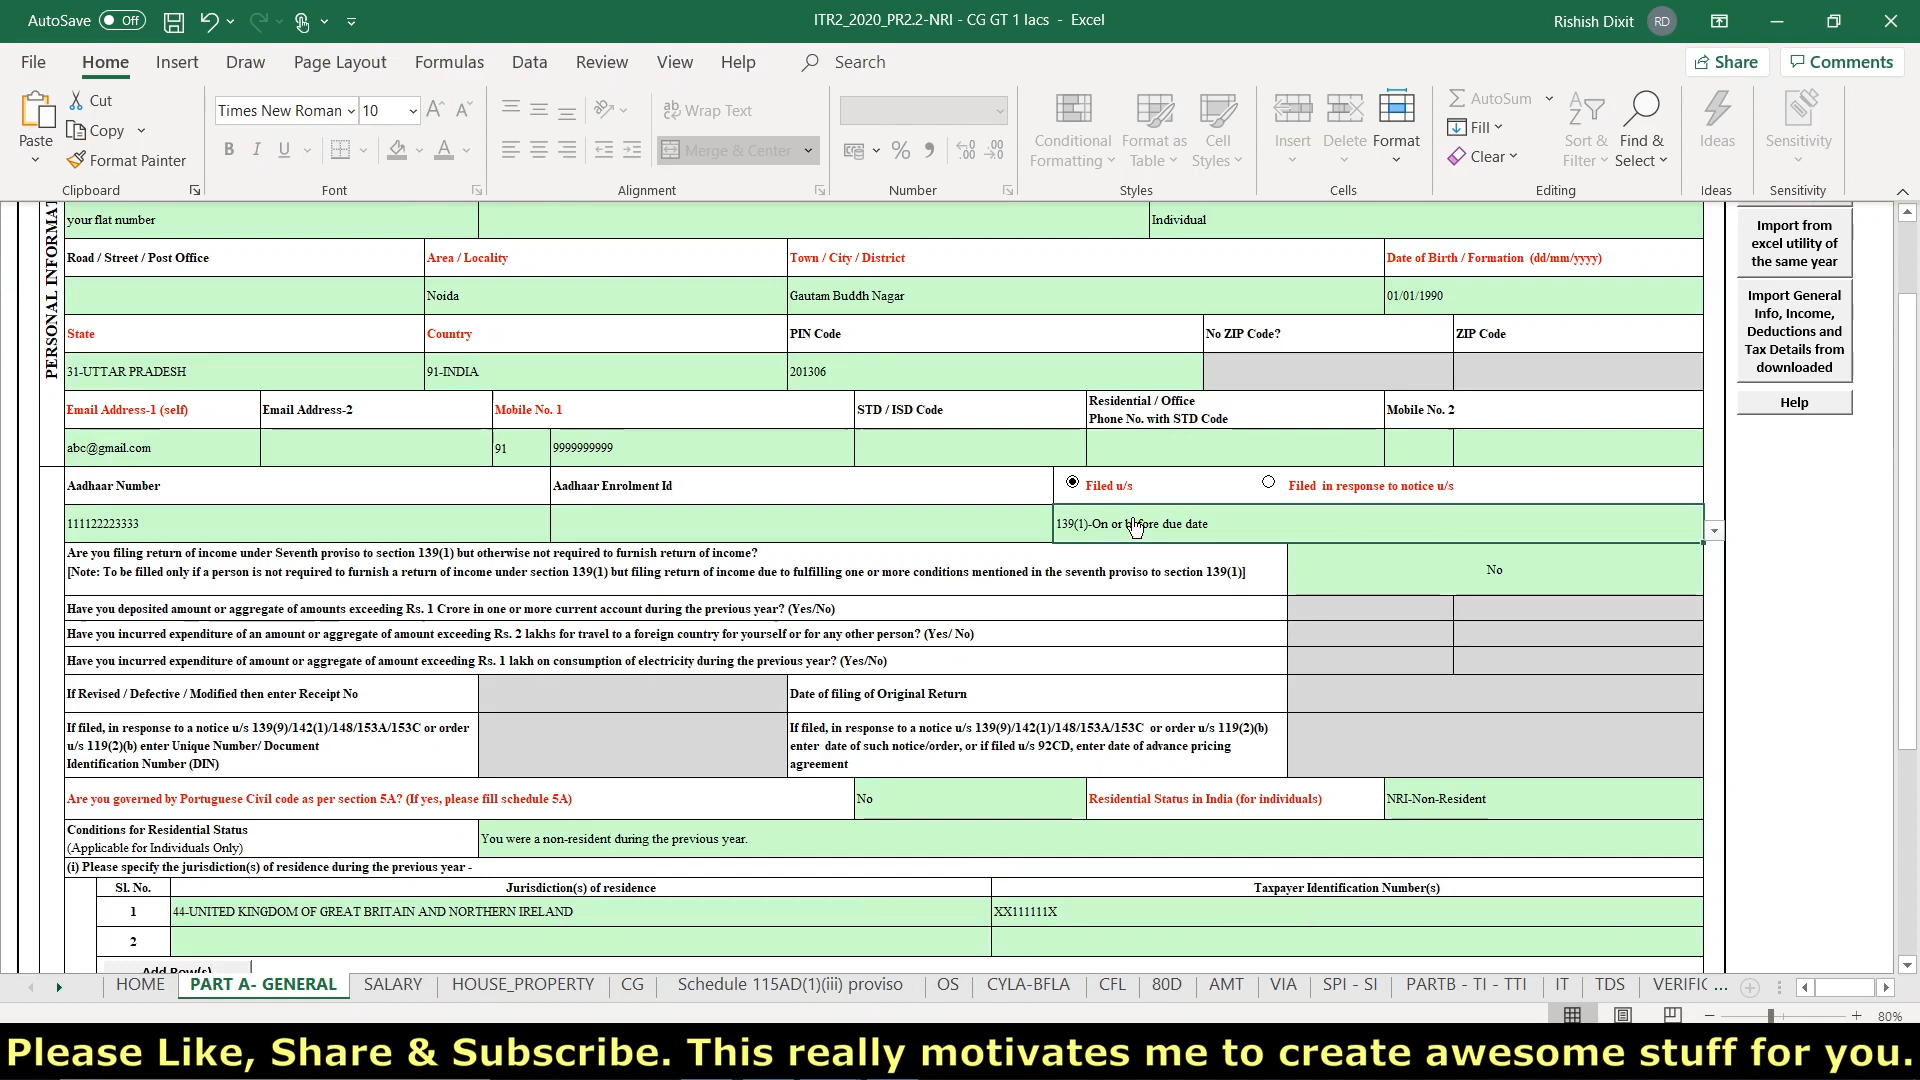 AutoSave Off
ITR2_2020_PR2.2-NRI - CG GT 1 lacs - Excel
Rishish Dixit RD
File Home Insert Draw Page Layout Formulas Data Review View Help Search Share Comments
Paste
Cut
Copy
Format Painter
Clipboard
Times New Roman 10
B I U
Font
Wrap Text
Merge & Center
Alignment
Number
Conditional Formatting
Format as Table
Cell Styles
Styles
Insert Delete Format
Cells
AutoSum
Fill
Clear
Sort & Filter
Find & Select
Editing
Ideas
Ideas
Sensitivity
Sensitivity
PERSONAL INFORMAT
your flat number Individual
Road / Street / Post Office Area / Locality Town / City / District Date of Birth / Formation (dd/mm/yyyy)
Noida Gautam Buddh Nagar 01/01/1990
State Country PIN Code No ZIP Code? ZIP Code
31-UTTAR PRADESH 91-INDIA 201306
Email Address-1 (self) Email Address-2 Mobile No. 1 STD / ISD Code Residential / Office
Phone No. with STD Code Mobile No. 2
abc@gmail.com 91 9999999999
Aadhaar Number Aadhaar Enrolment Id Filed u/s Filed in response to notice u/s
111122223333 139(1)-On or before due date
Are you filing return of income under Seventh proviso to section 139(1) but otherwise not required to furnish return of income?
[Note: To be filled only if a person is not required to furnish a return of income under section 139(1) but filing return of income due to fulfilling one or more conditions mentioned in the seventh proviso to section 139(1)]
No
Have you deposited amount or aggregate of amounts exceeding Rs. 1 Crore in one or more current account during the previous year? (Yes/No)
Have you incurred expenditure of an amount or aggregate of amount exceeding Rs. 2 lakhs for travel to a foreign country for yourself or for any other person? (Yes/ No)
Have you incurred expenditure of amount or aggregate of amount exceeding Rs. 1 lakh on consumption of electricity during the previous year? (Yes/No)
If Revised / Defective / Modified then enter Receipt No Date of filing of Original Return
If filed, in response to a notice u/s 139(9)/142(1)/148/153A/153C or order
u/s 119(2)(b) enter Unique Number/ Document
Identification Number (DIN)
If filed, in response to a notice u/s 139(9)/142(1)/148/153A/153C or order u/s 119(2)(b)
enter date of such notice/order, or if filed u/s 92CD, enter date of advance pricing
agreement
Are you governed by Portuguese Civil code as per section 5A? (If yes, please fill schedule 5A) No Residential Status in India (for individuals) NRI-Non-Resident
Conditions for Residential Status
(Applicable for Individuals Only)
You were a non-resident during the previous year.
(i) Please specify the jurisdiction(s) of residence during the previous year -
Sl. No. Jurisdiction(s) of residence Taxpayer Identification Number(s)
1 44-UNITED KINGDOM OF GREAT BRITAIN AND NORTHERN IRELAND XX111111X
2
Add Row(s)
Import from
excel utility of
the same year
Import General
Info, Income,
Deductions and
Tax Details from
downloaded
Help
HOME PART A- GENERAL SALARY HOUSE_PROPERTY CG Schedule 115AD(1)(iii) proviso OS CYLA-BFLA CFL 80D AMT VIA SPI - SI PARTB - TI - TTI IT TDS VERIFIC ...
80%
Please Like, Share & Subscribe. This really motivates me to create awesome stuff for you.